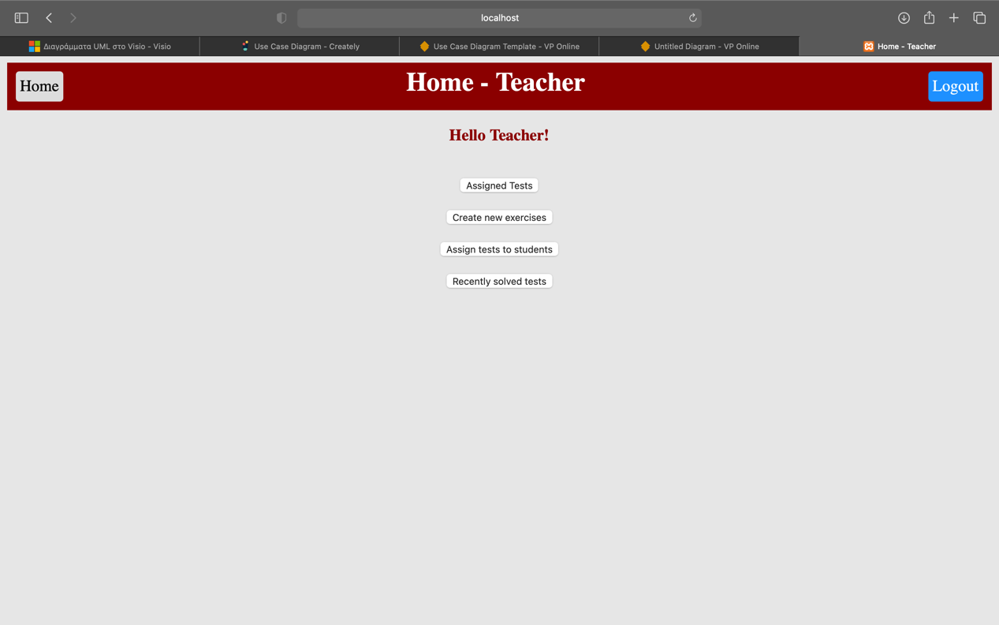 localhost
Διαγράμματα UML στο Visio - Visio
Use Case Diagram - Creately
Use Case Diagram Template - VP Online
Untitled Diagram - VP Online
Home - Teacher
Home
Home - Teacher
Logout
Hello Teacher!
Assigned Tests
Create new exercises
Assign tests to students
Recently solved tests